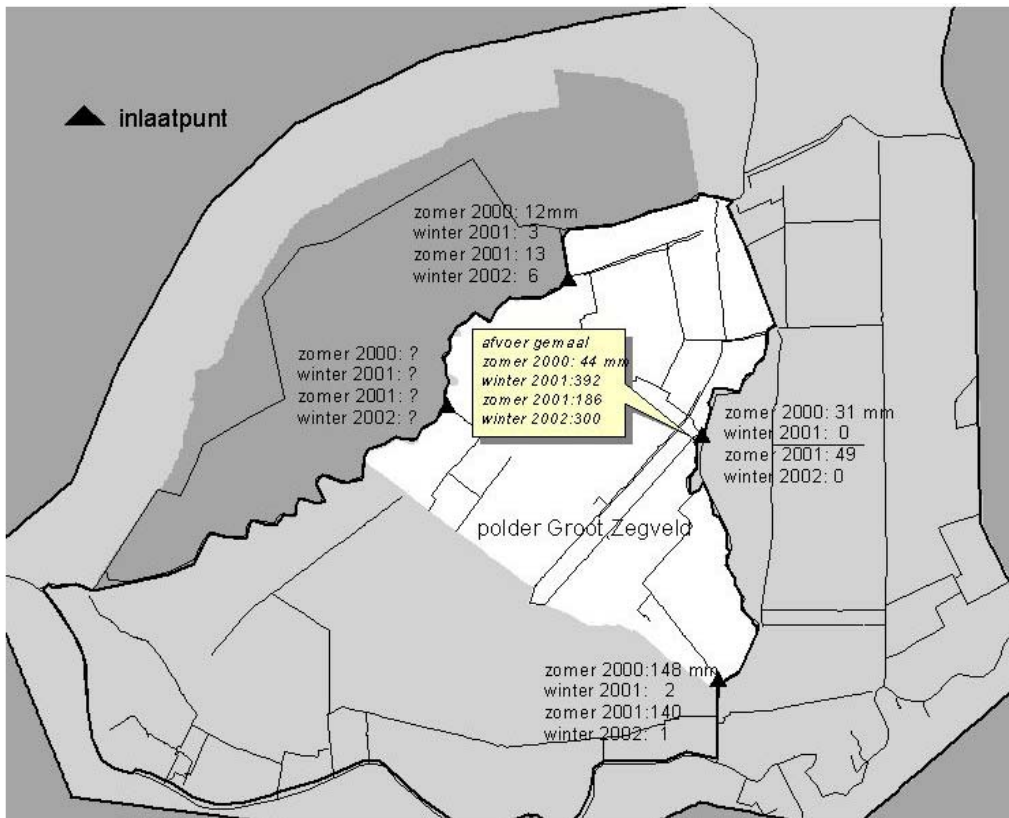 inlaatpunt
zomer 2000: 12mm
winter 2001: 3
zomer 2001: 13
winter 2002: 6
zomer 2000: ?
winter 2001: ?
zomer 2001: ?
winter 2002: ?
afvoer gemaal
zomer 2000: 44 mm
winter 2001:392
zomer 2001:186
winter 2002:300
zomer 2000: 31 mm
winter 2001: 0
zomer 2001: 49
winter 2002: 0
polder Groot Zegveld
zomer 2000:148 mm
winter 2001: 2
zomer 2001:140
winter 2002: 1